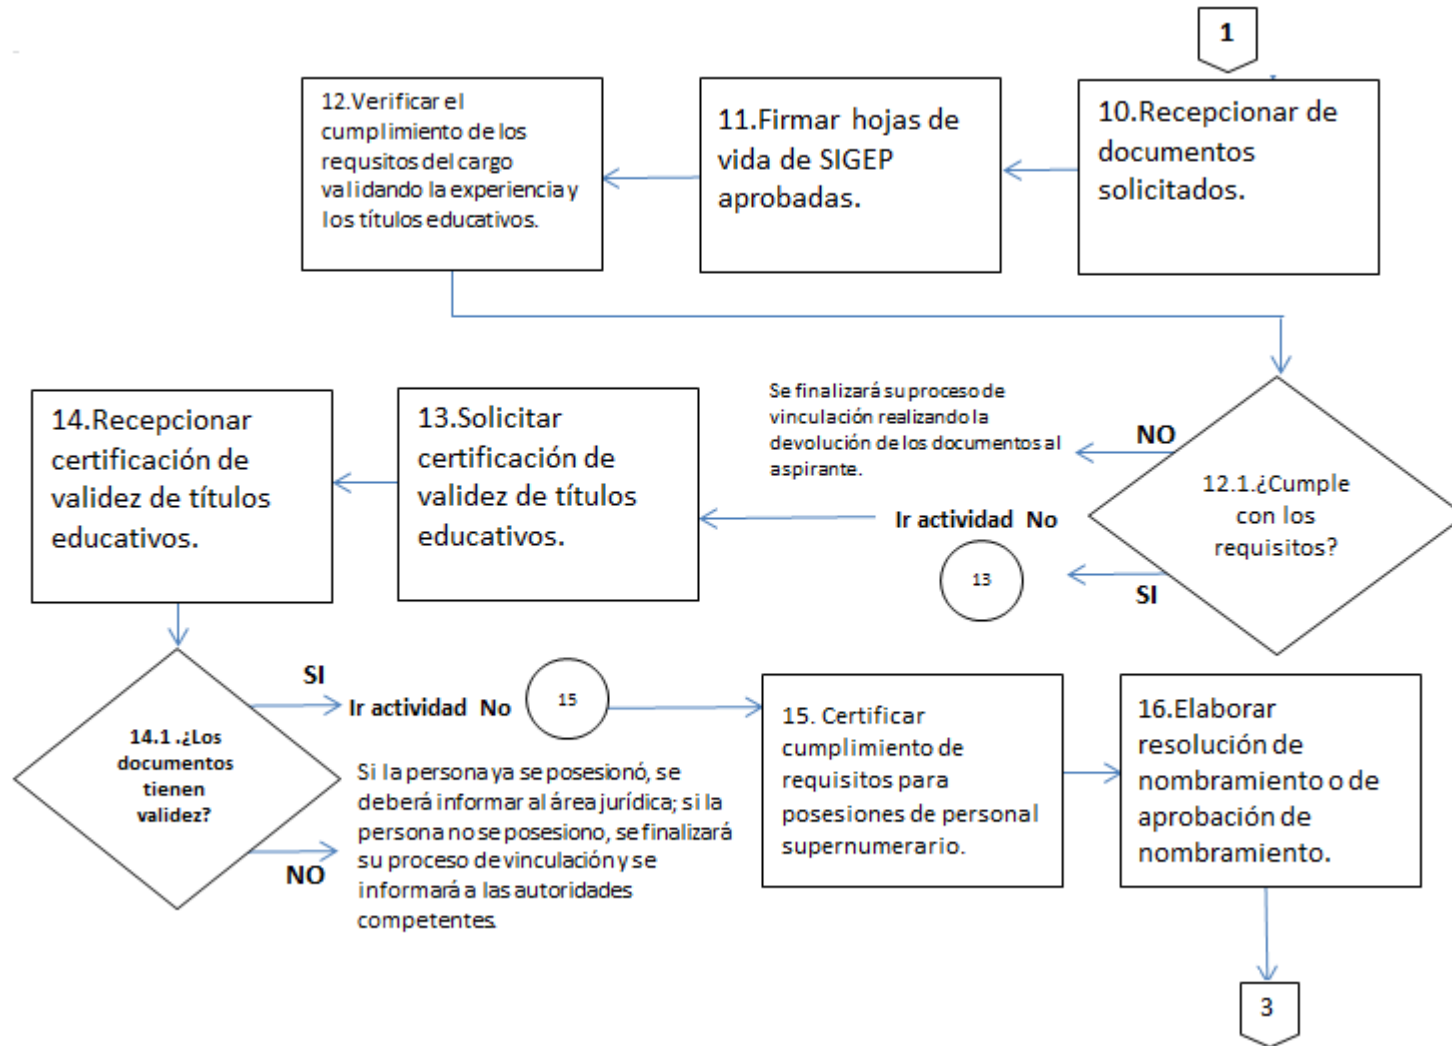 1
10.Recepcionar de
documentos
solicitados.
11.Firmar hojas de
vida de SIGEP
aprobadas.
12.Verificar el
cumplimiento de los
requsitos del cargo
validando la experiencia y
los títulos educativos.
12.1.¿Cumple
con los
requisitos?
NO
Se finalizará su proceso de
vinculación realizando la
devolución de los documentos al
aspirante.
SI
Ir actividad No
13
13.Solicitar
certificación de
validez de títulos
educativos.
14.Recepcionar
certificación de
validez de títulos
educativos.
14.1.¿Los
documentos
tienen
validez?
SI
Ir actividad No
15
NO
Si la persona ya se posesionó, se
deberá informar al área jurídica; si la
persona no se posesiono, se finalizará
su proceso de vinculación y se
informará a las autoridades
competentes.
15. Certificar
cumplimiento de
requisitos para
posesiones de personal
supernumerario.
16.Elaborar
resolución de
nombramiento o de
aprobación de
nombramiento.
3